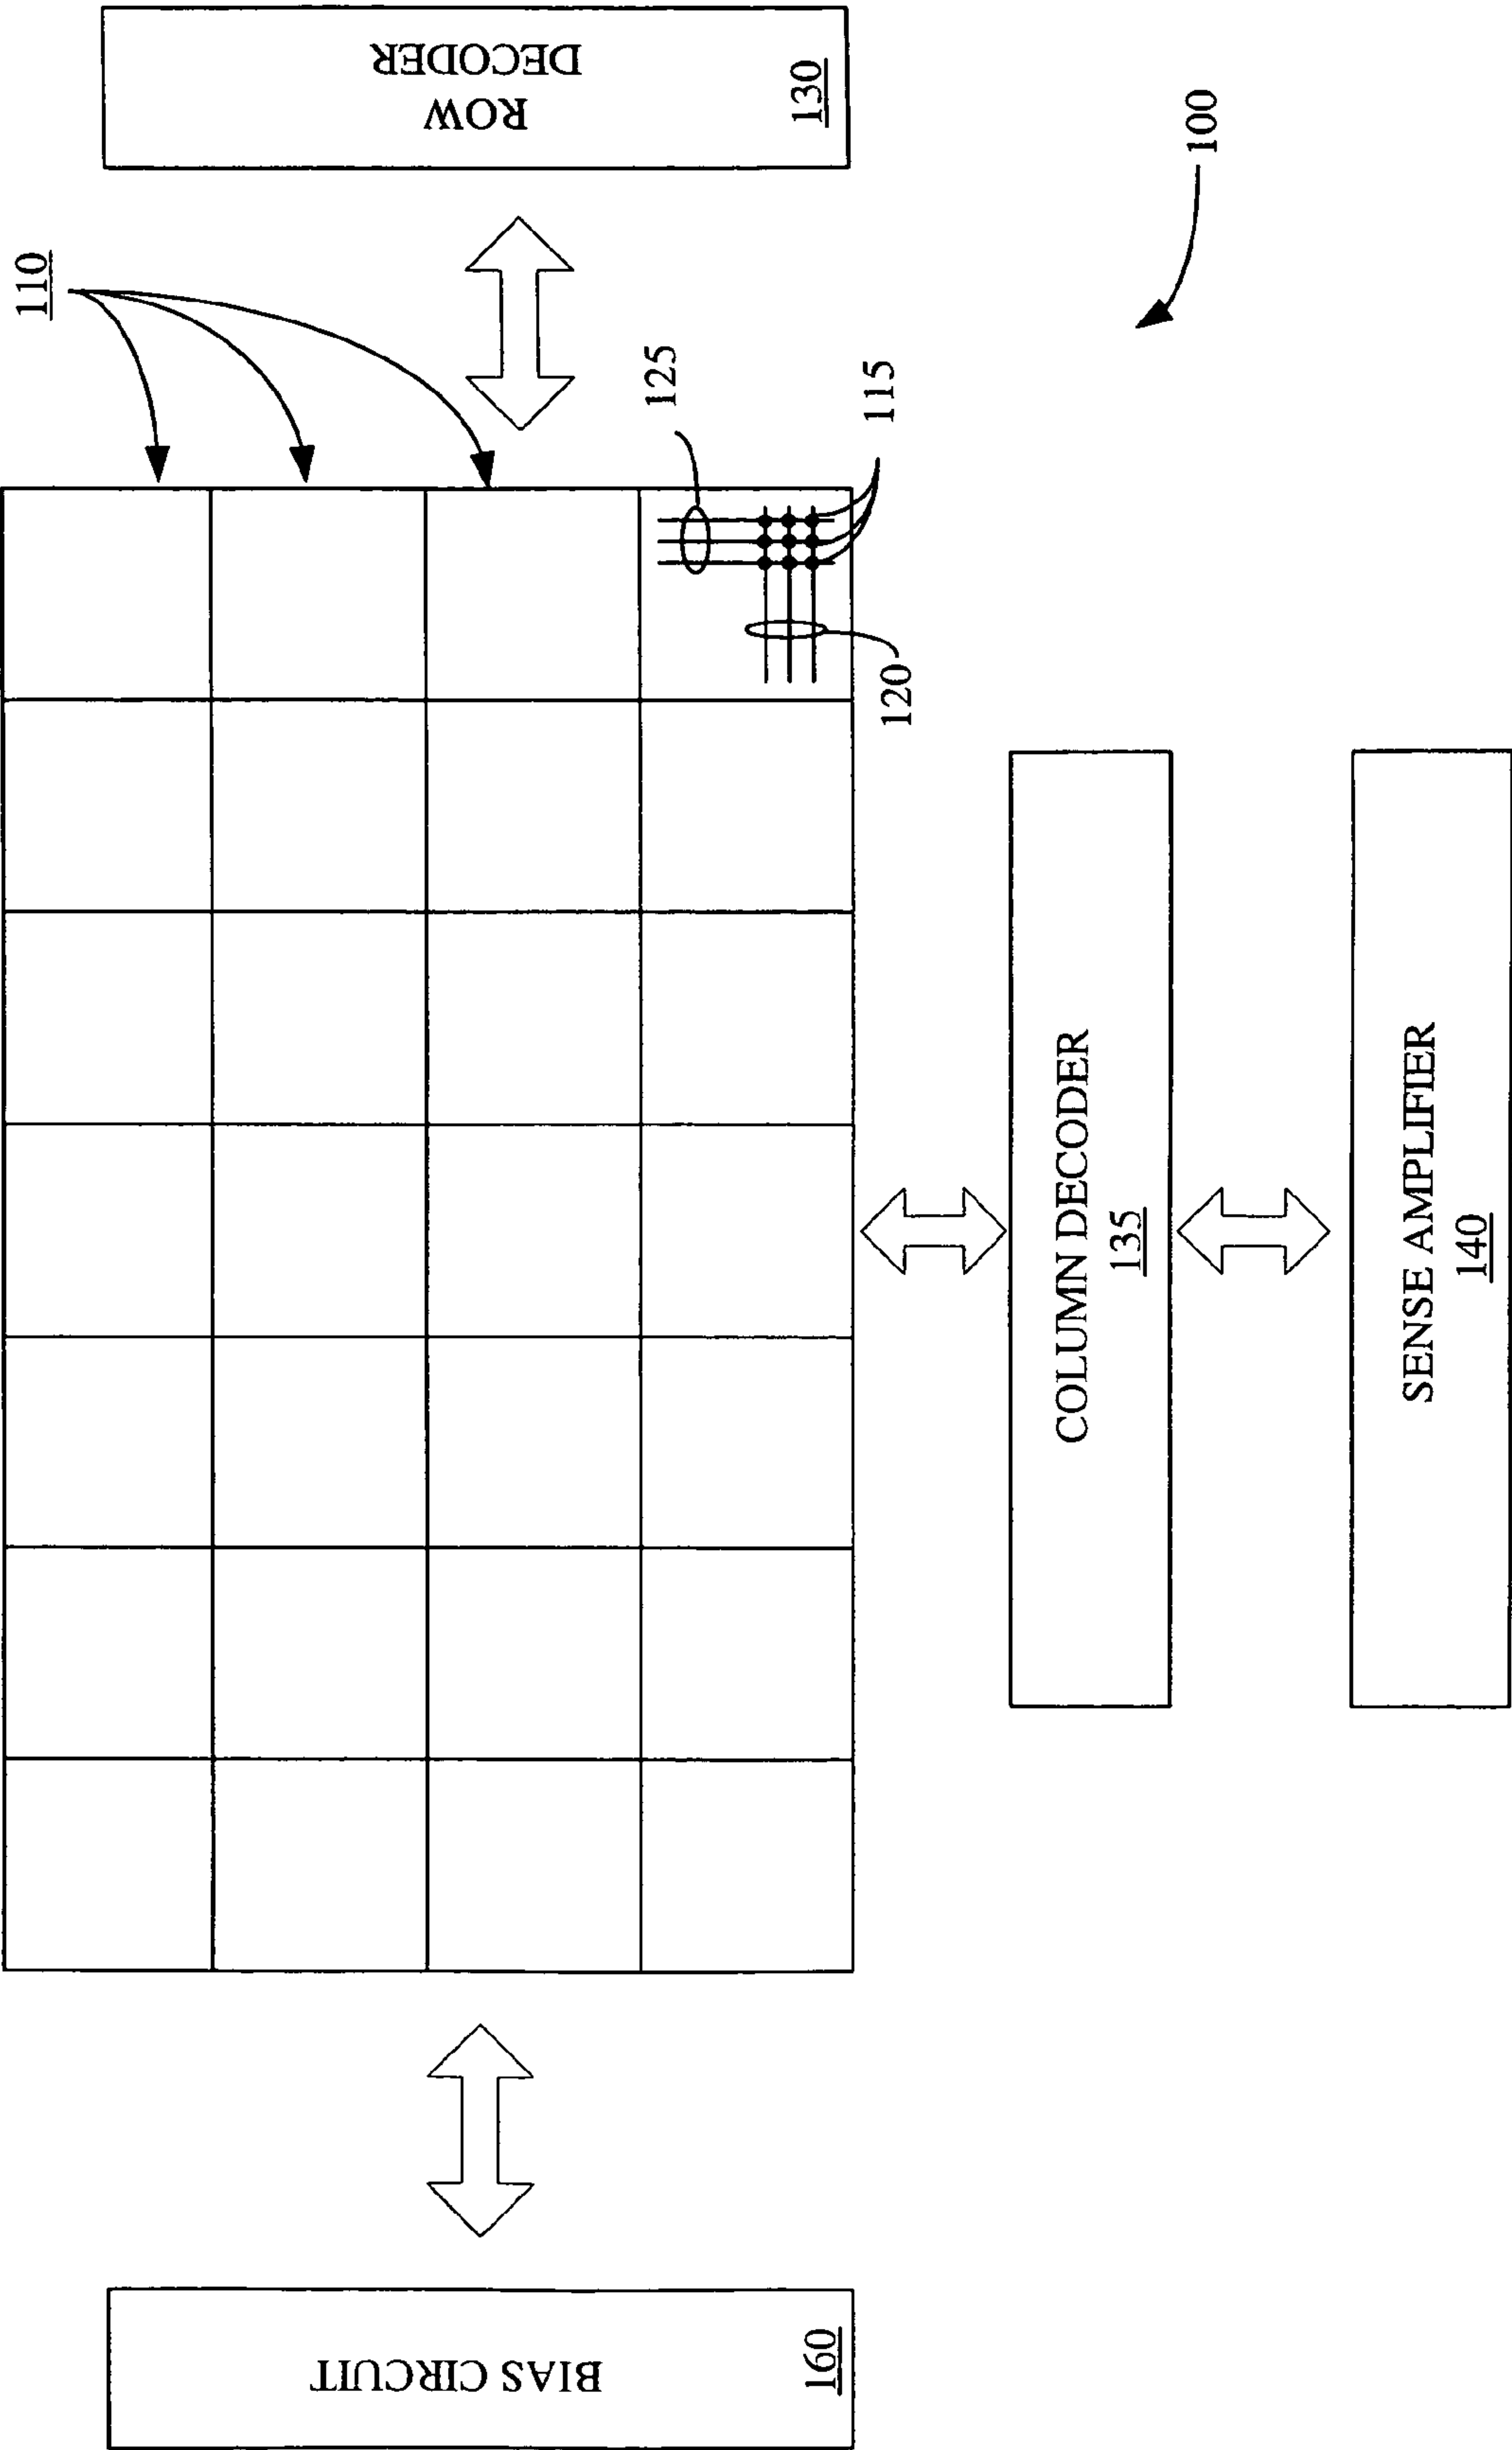 ROW
DECODER
130
110
100
125
115
120
COLUMN DECODER
135
SENSE AMPLIFIER
140
BIAS CIRCUIT
160